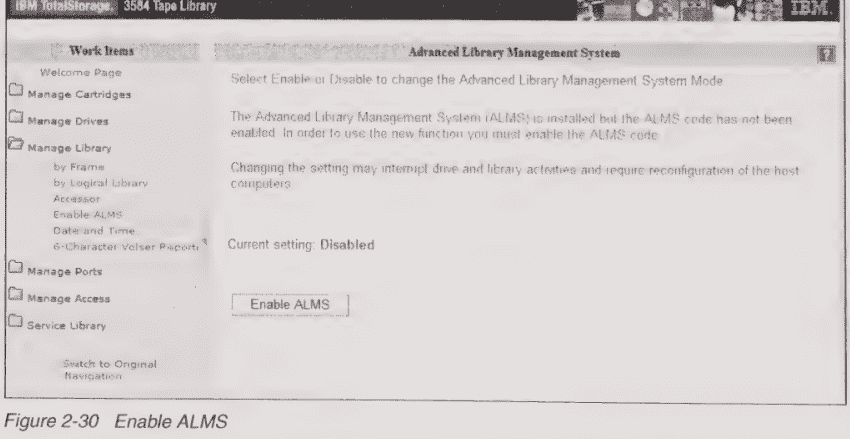 IBM TotalStorage. 3584 Tape Library
IBM.
Work Items
Welcome Page
Manage Cartridges
Manage Drives
Manage Library
by Frame
by Logical Library
Accessor
Enable ALMS
Date and Time
6-Character Volser Reporti
Manage Ports
Manage Access
Service Library
Switch to Original
Navigation
Advanced Library Management System
?
Select Enable or Disable to change the Advanced Library Management System Mode
The Advanced Library Management System (ALMS) is installed but the ALMS code has not been
enabled. In order to use the new function you must enable the ALMS code
Changing the setting may interrupt drive and library activities and require reconfiguration of the host
computers
Current setting: Disabled
Enable ALMS
Figure 2-30 Enable ALMS